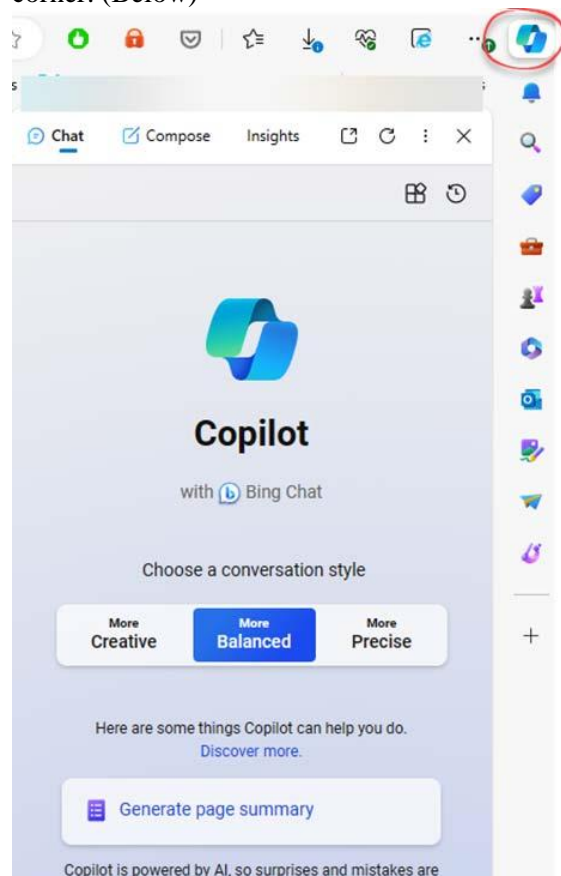 corner. (Below)
Chat Compose Insights
Copilot
with Bing Chat
Choose a conversation style
More
Creative
More
Balanced
More
Precise
Here are some things Copilot can help you do.
Discover more.
Generate page summary
Copilot is powered by AI, so surprises and mistakes are